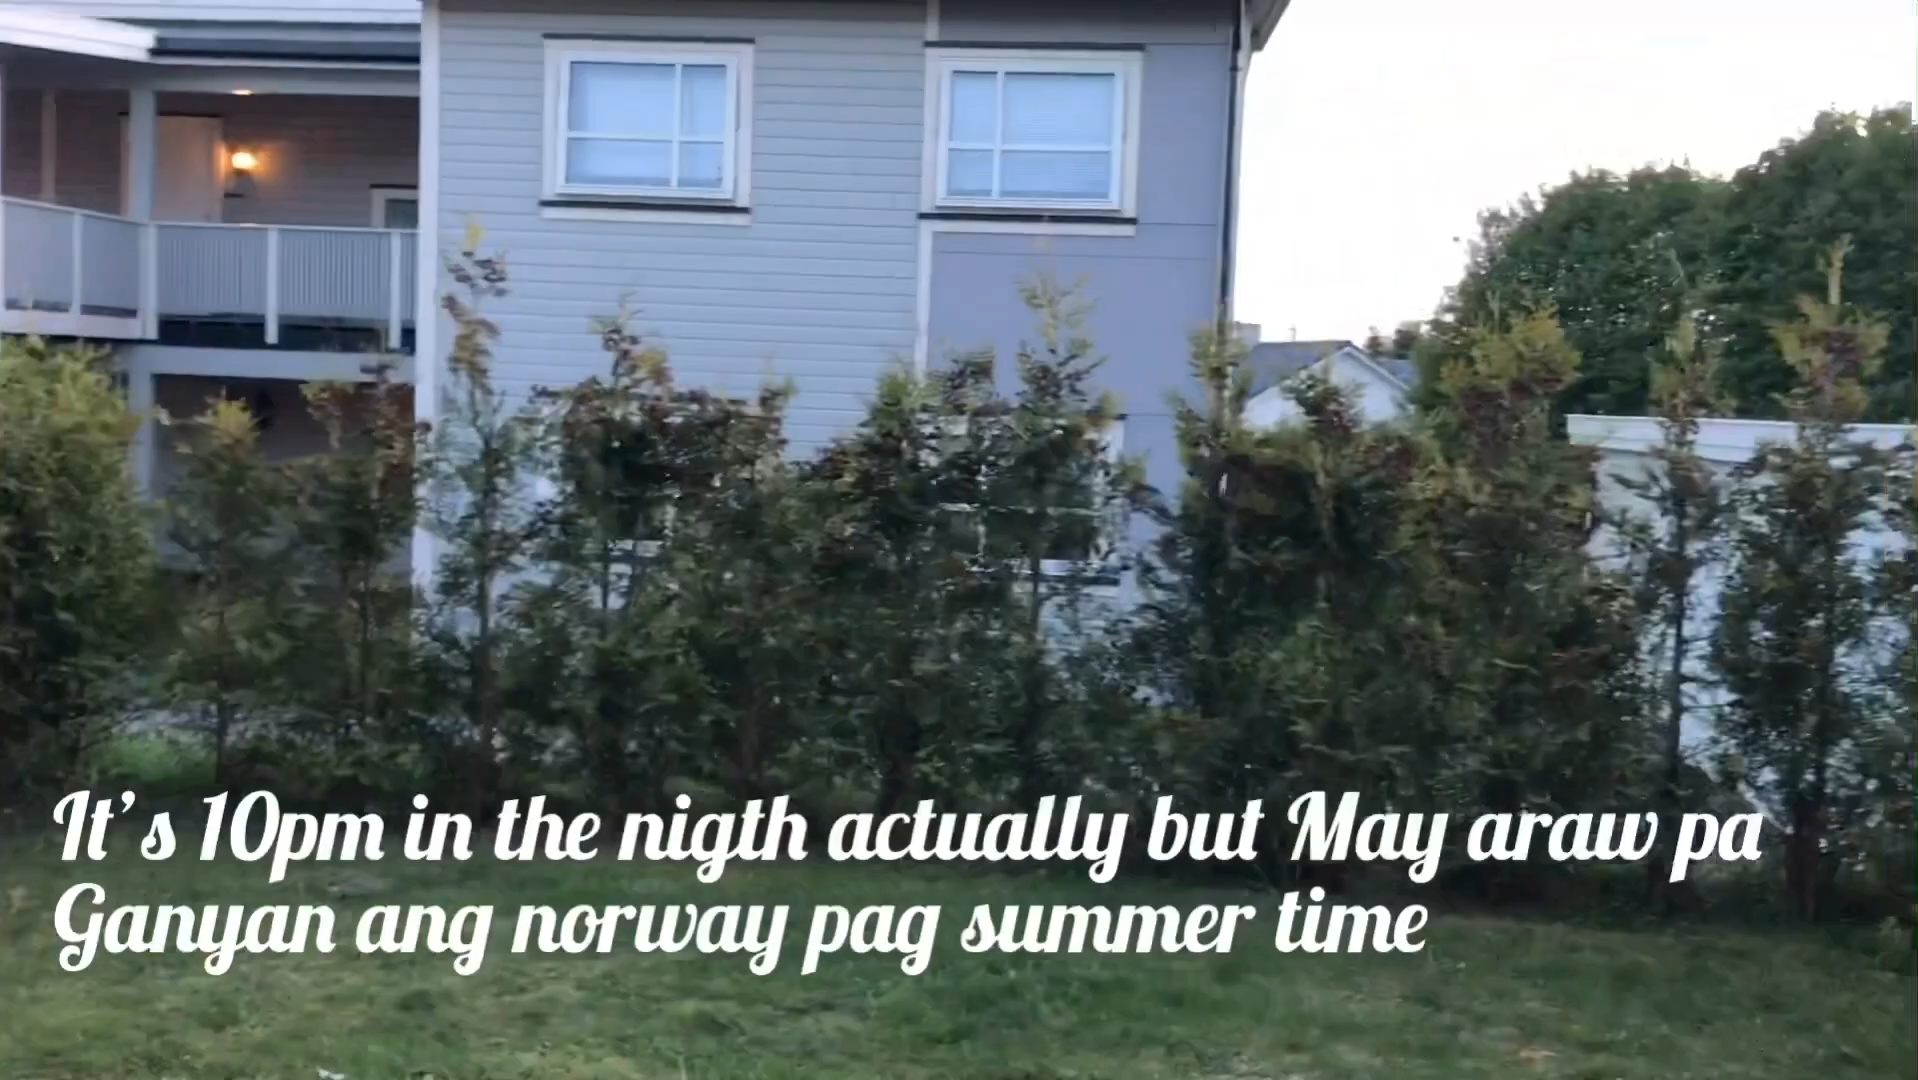 It's 10pm in the nigth actually but May araw pa
Ganyan ang norway pag summer time